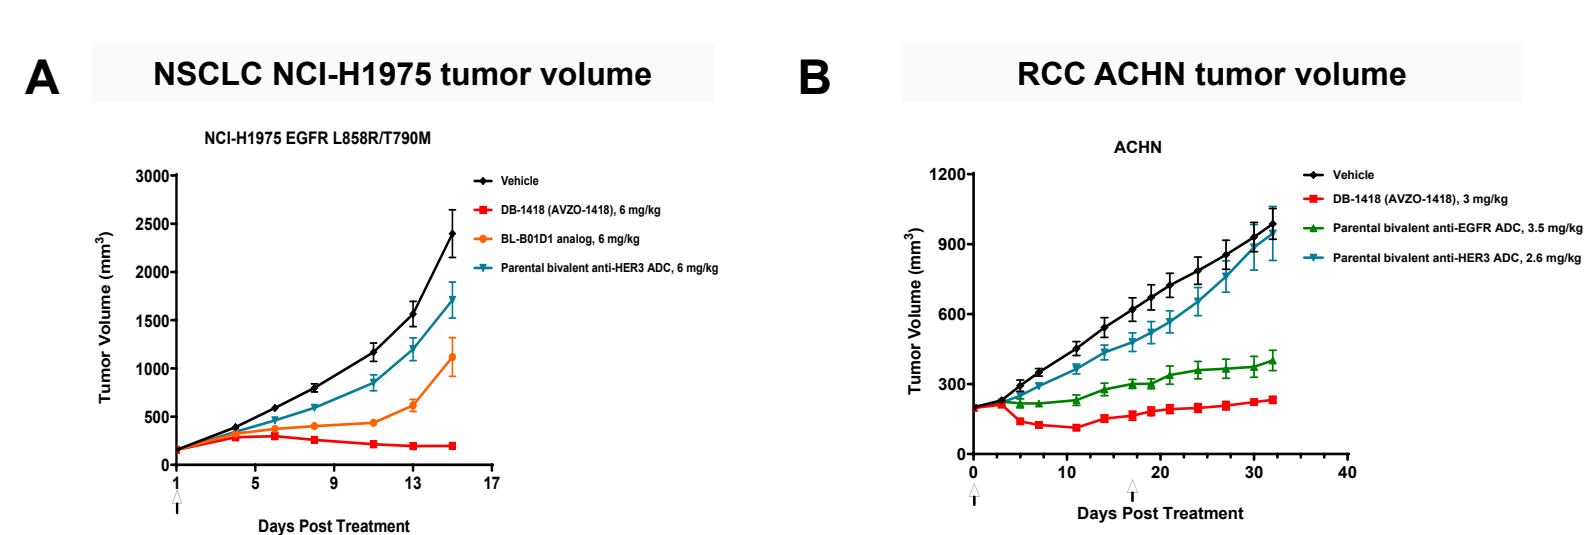 A
NSCLC NCI-H1975 tumor volume
NCI-H1975 EGFR L858R/T790M
Tumor Volume (mm³)
3000
2500
2000
1500
1000
500
0
1
5
9
13
17
Days Post Treatment
Vehicle
DB-1418 (AVZO-1418), 6 mg/kg
BL-B01D1 analog, 6 mg/kg
Parental bivalent anti-HER3 ADC, 6 mg/kg
B
RCC ACHN tumor volume
ACHN
Tumor Volume (mm³)
1200
900
600
300
0
0
10
20
30
40
Days Post Treatment
Vehicle
DB-1418 (AVZO-1418), 3 mg/kg
Parental bivalent anti-EGFR ADC, 3.5 mg/kg
Parental bivalent anti-HER3 ADC, 2.6 mg/kg